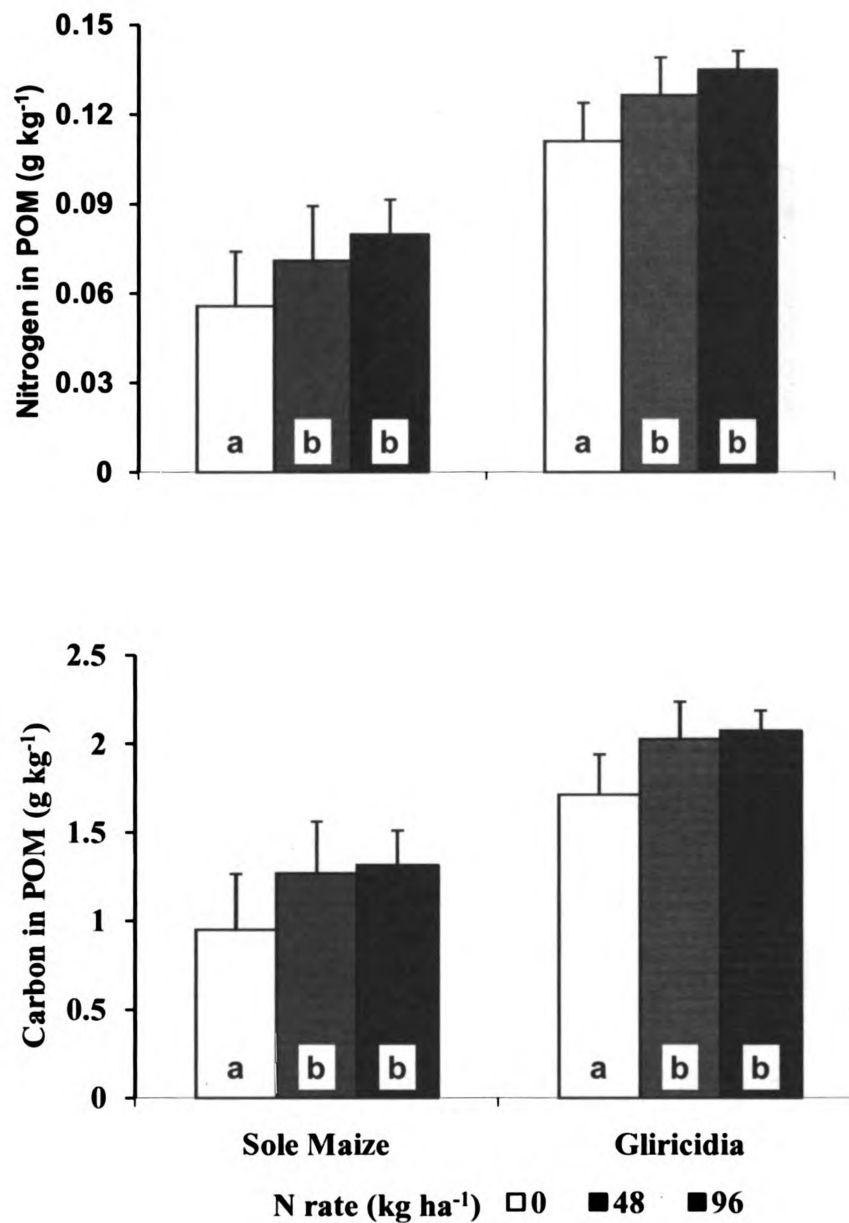 Nitrogen in POM (g kg⁻¹)
0.15
0.12
0.09
0.06
0.03
0
a
b
b
a
b
b
Carbon in POM (g kg⁻¹)
2.5
2
1.5
1
0.5
0
a
b
b
a
b
b
Sole Maize
Gliricidia
N rate (kg ha⁻¹) 0 48 96